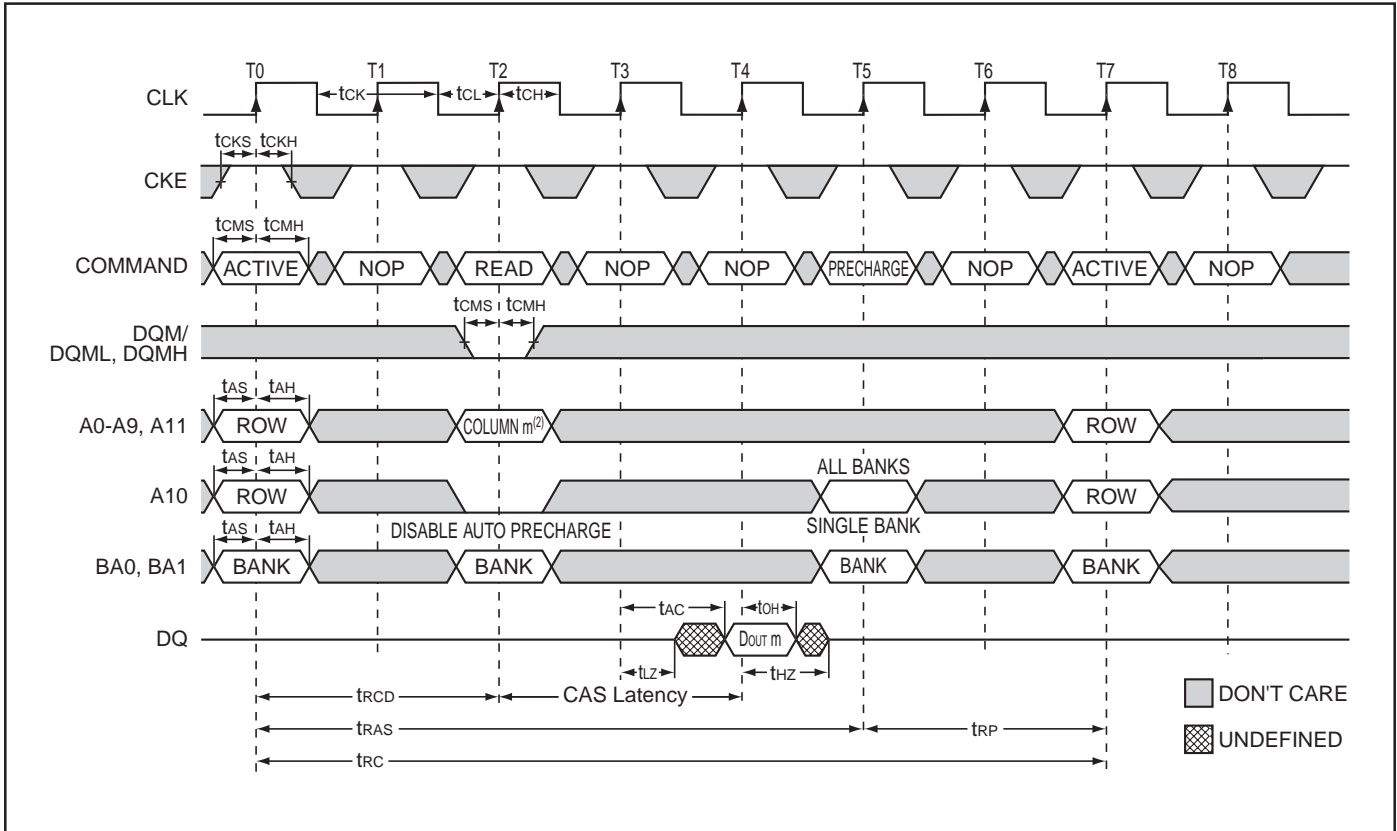 T0 T1 T2 T3 T4 T5 T6 T7 T8
CLK tCK tCL tCH
tCKS tCKH
CKE
tCMS tCMH
COMMAND ACTIVE NOP READ NOP NOP PRECHARGE NOP ACTIVE NOP
tCMS tCMH
DQM/
DQML, DQMH
tAS tAH
A0-A9, A11 ROW COLUMN m(2) ROW
tAS tAH ALL BANKS
A10 ROW ROW
tAS tAH DISABLE AUTO PRECHARGE SINGLE BANK
BA0, BA1 BANK BANK BANK BANK
tAC tOH
DQ DOUT m
tLZ tHZ
tRCD CAS Latency
DON'T CARE
tRAS tRP
UNDEFINED
tRC